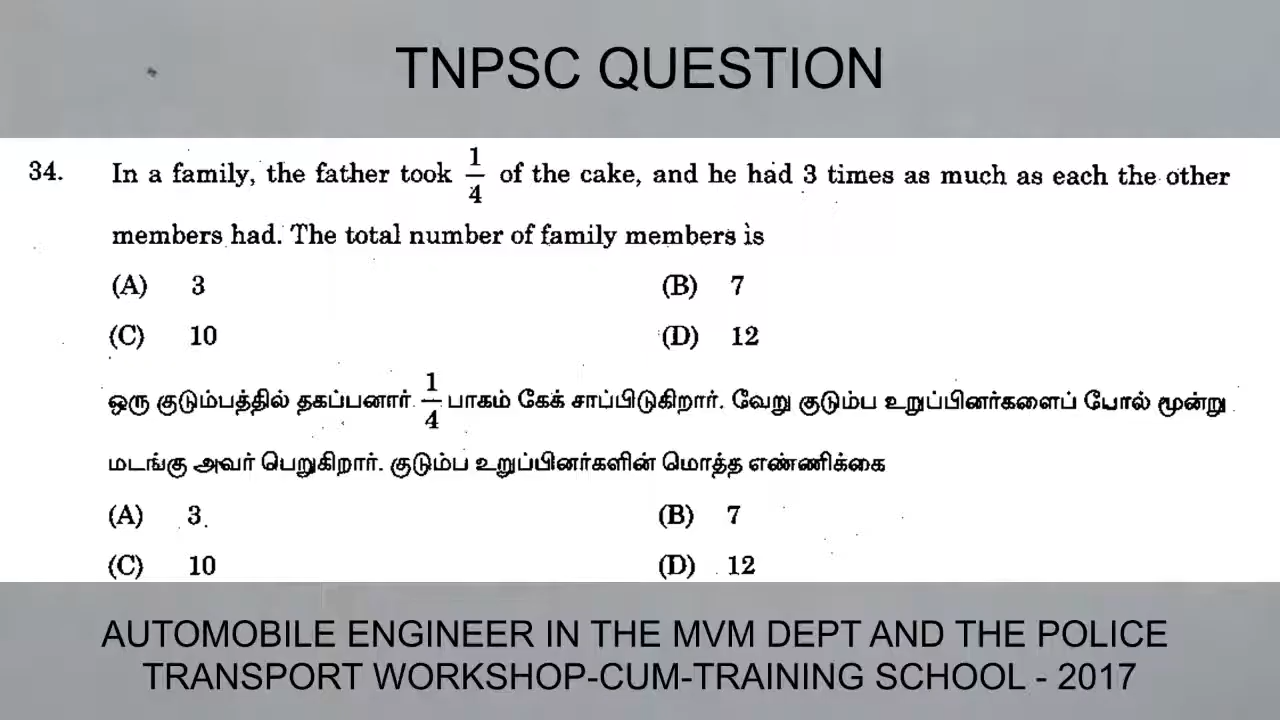 TNPSC QUESTION
34. In a family, the father took 1/4 of the cake, and he had 3 times as much as each the other
members had. The total number of family members is
(A) 3 (B) 7
(C) 10 (D) 12
ஒரு குடும்பத்தில் தகப்பனார் 1/4 பாகம் கேக் சாப்பிடுகிறார். வேறு குடும்ப உறுப்பினர்களைப் போல் மூன்று
மடங்கு அவர் பெறுகிறார். குடும்ப உறுப்பினர்களின் மொத்த எண்ணிக்கை
(A) 3 (B) 7
(C) 10 (D) 12
AUTOMOBILE ENGINEER IN THE MVM DEPT AND THE POLICE
TRANSPORT WORKSHOP-CUM-TRAINING SCHOOL - 2017